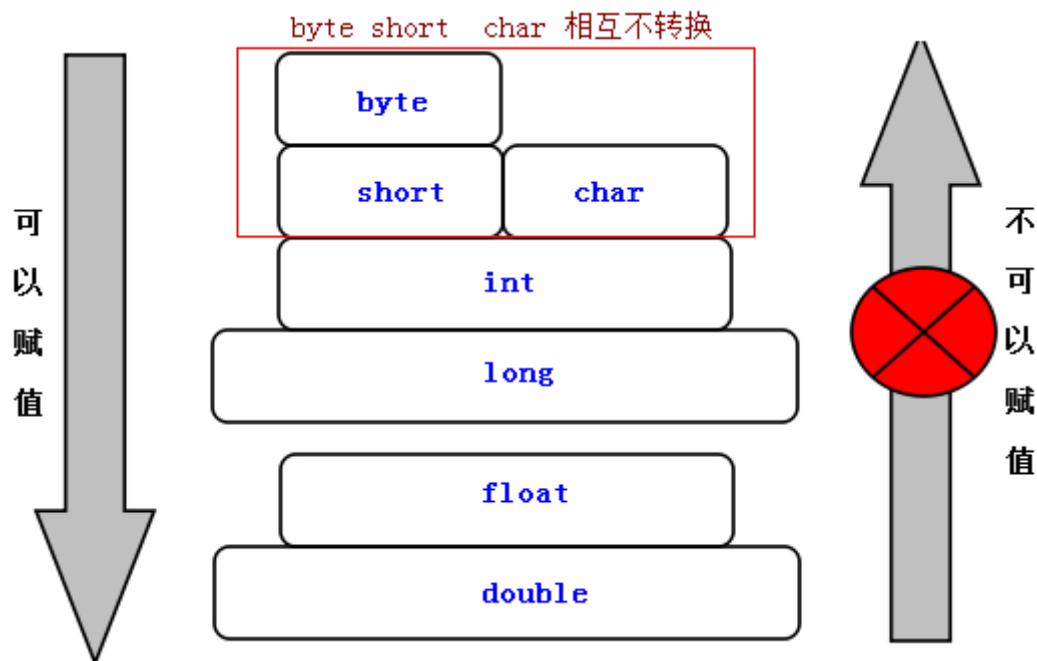 byte short char 相互不转换
byte
short char
int
long
float
double
可以赋值
不可以赋值